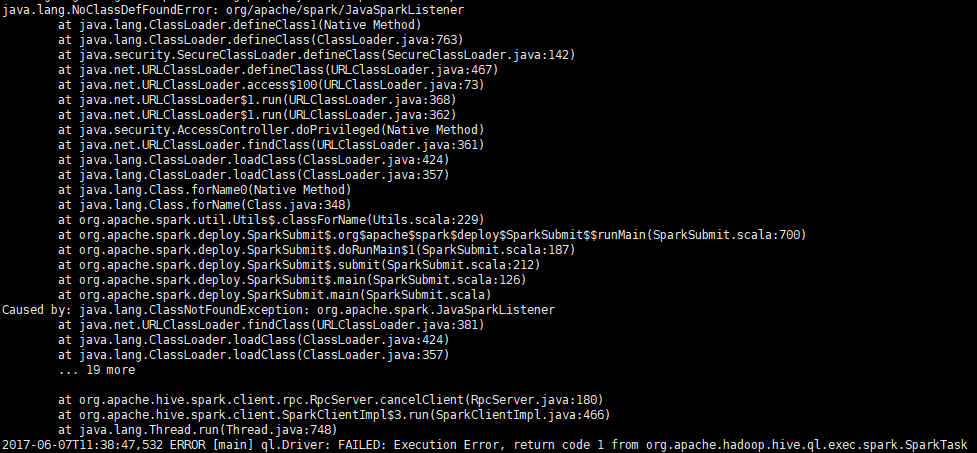 java.lang.NoClassDefFoundError: org/apache/spark/JavaSparkListener
at java.lang.ClassLoader.defineClass1(Native Method)
at java.lang.ClassLoader.defineClass(ClassLoader.java:763)
at java.security.SecureClassLoader.defineClass(SecureClassLoader.java:142)
at java.net.URLClassLoader.defineClass(URLClassLoader.java:467)
at java.net.URLClassLoader.access$100(URLClassLoader.java:73)
at java.net.URLClassLoader$1.run(URLClassLoader.java:368)
at java.net.URLClassLoader$1.run(URLClassLoader.java:362)
at java.security.AccessController.doPrivileged(Native Method)
at java.net.URLClassLoader.findClass(URLClassLoader.java:361)
at java.lang.ClassLoader.loadClass(ClassLoader.java:424)
at java.lang.ClassLoader.loadClass(ClassLoader.java:357)
at java.lang.Class.forName0(Native Method)
at java.lang.Class.forName(Class.java:348)
at org.apache.spark.util.Utils$.classForName(Utils.scala:229)
at org.apache.spark.deploy.SparkSubmit$.org$apache$spark$deploy$SparkSubmit$$runMain(SparkSubmit.scala:700)
at org.apache.spark.deploy.SparkSubmit$.doRunMain$1(SparkSubmit.scala:187)
at org.apache.spark.deploy.SparkSubmit$.submit(SparkSubmit.scala:212)
at org.apache.spark.deploy.SparkSubmit$.main(SparkSubmit.scala:126)
at org.apache.spark.deploy.SparkSubmit.main(SparkSubmit.scala)
Caused by: java.lang.ClassNotFoundException: org.apache.spark.JavaSparkListener
at java.net.URLClassLoader.findClass(URLClassLoader.java:381)
at java.lang.ClassLoader.loadClass(ClassLoader.java:424)
at java.lang.ClassLoader.loadClass(ClassLoader.java:357)
... 19 more
at org.apache.hive.spark.client.rpc.RpcServer.cancelClient(RpcServer.java:180)
at org.apache.hive.spark.client.SparkClientImpl$3.run(SparkClientImpl.java:466)
at java.lang.Thread.run(Thread.java:748)
2017-06-07T11:38:47,532 ERROR [main] ql.Driver: FAILED: Execution Error, return code 1 from org.apache.hadoop.hive.ql.exec.spark.SparkTask